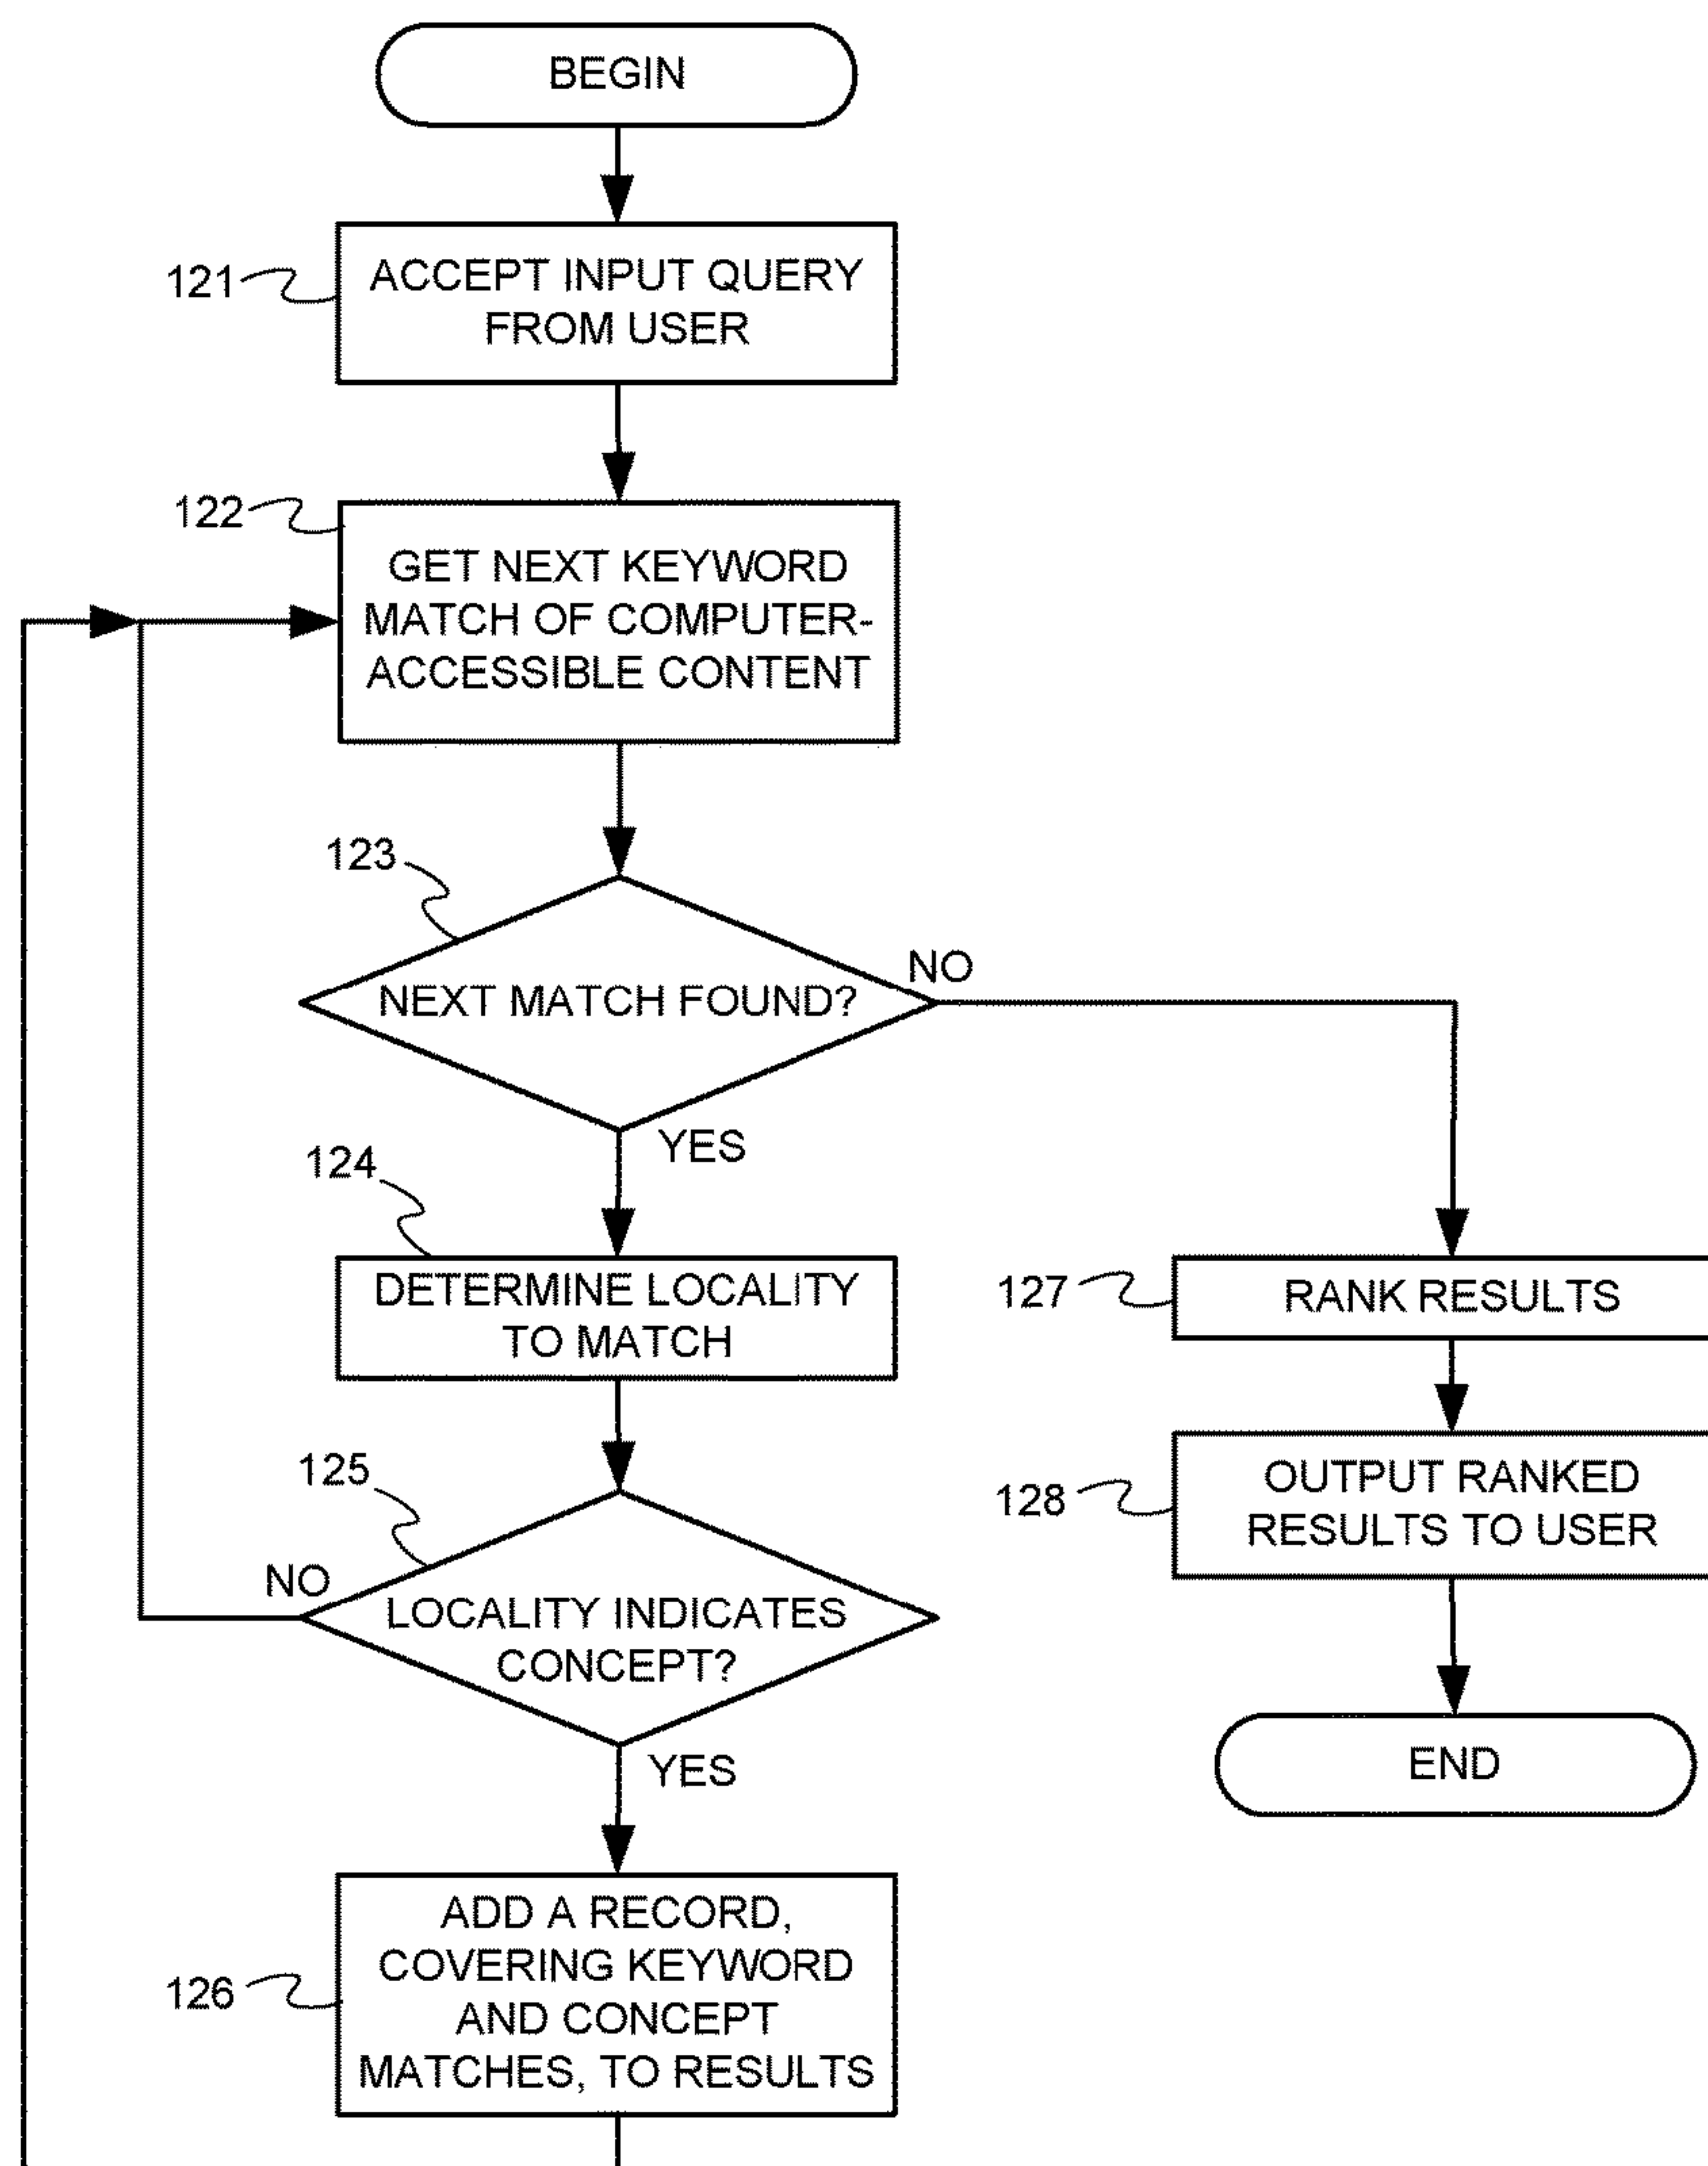 BEGIN
121
ACCEPT INPUT QUERY
FROM USER
122
GET NEXT KEYWORD
MATCH OF COMPUTER-
ACCESSIBLE CONTENT
123
NEXT MATCH FOUND?
NO
YES
124
DETERMINE LOCALITY
TO MATCH
125
NO
LOCALITY INDICATES
CONCEPT?
YES
126
ADD A RECORD,
COVERING KEYWORD
AND CONCEPT
MATCHES, TO RESULTS
127
RANK RESULTS
128
OUTPUT RANKED
RESULTS TO USER
END